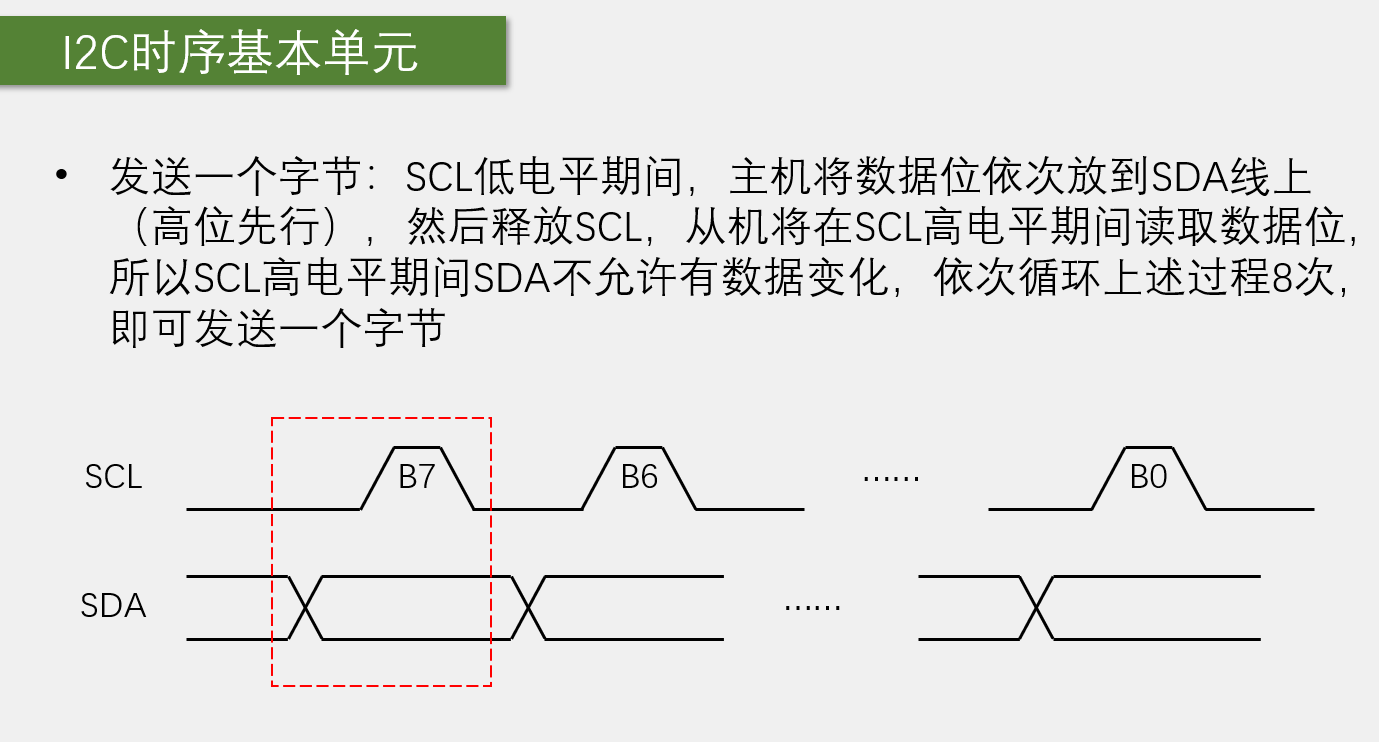 I2C时序基本单元
• 发送一个字节：SCL低电平期间，主机将数据位依次放到SDA线上
（高位先行），然后释放SCL，从机将在SCL高电平期间读取数据位，
所以SCL高电平期间SDA不允许有数据变化，依次循环上述过程8次，
即可发送一个字节
SCL B7 B6 …… B0
SDA ……